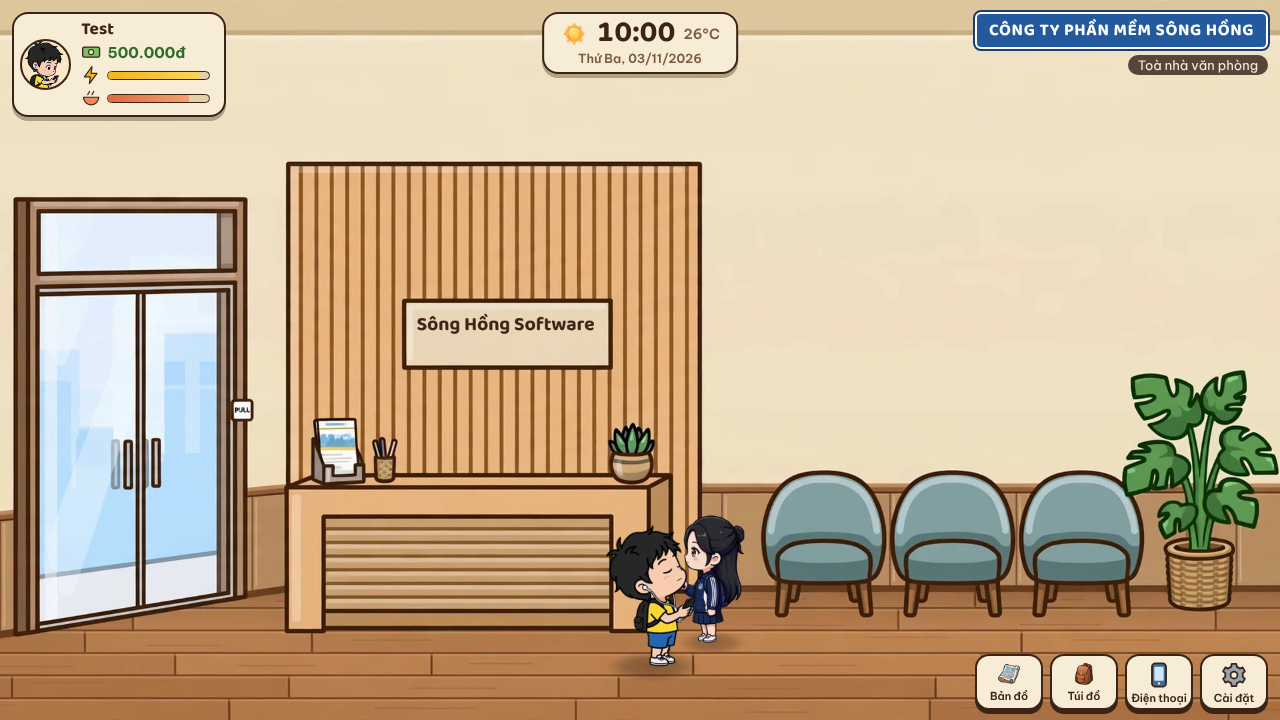 Test
500.000đ
10:00 26°C
Thứ Ba, 03/11/2026
CÔNG TY PHẦN MỀM SÔNG HỒNG
Toà nhà văn phòng
Sông Hồng Software
PULL
Bản đồ
Túi đồ
Điện thoại
Cài đặt